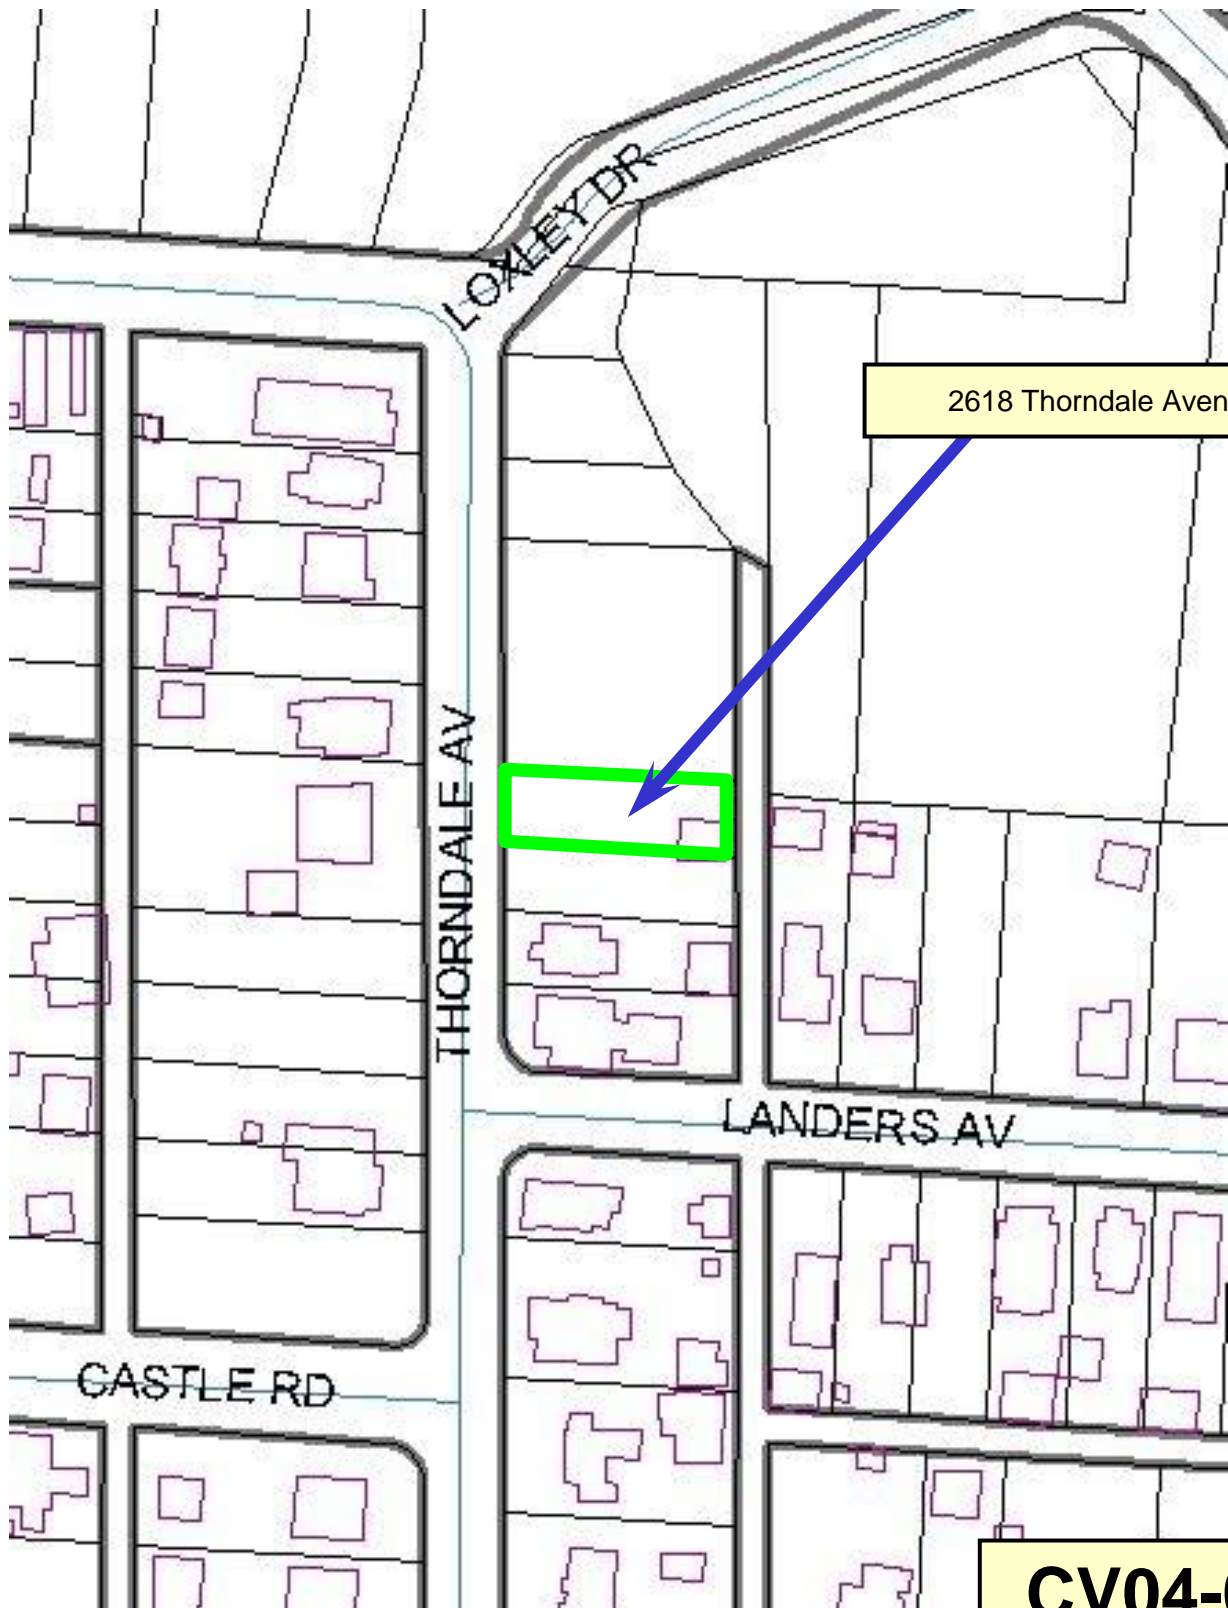 LOXLEY DR
2618 Thorndale Aven
THORNDALE AV
LANDERS AV
CASTLE RD
CV04-